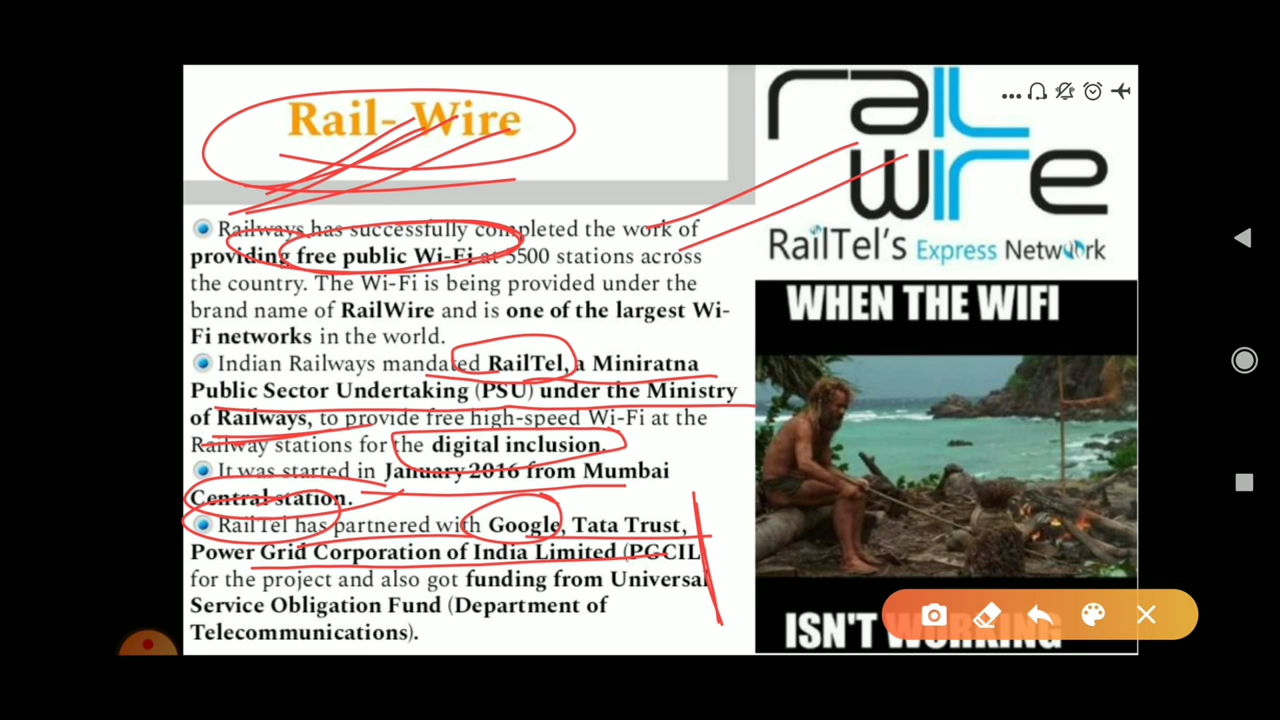 Rail-Wire
Railways has successfully completed the work of
providing free public Wi-Fi at 5500 stations across
the country. The Wi-Fi is being provided under the
brand name of RailWire and is one of the largest Wi-
Fi networks in the world.
Indian Railways mandated RailTel, a Miniratna
Public Sector Undertaking (PSU) under the Ministry
of Railways, to provide free high-speed Wi-Fi at the
Railway stations for the digital inclusion.
It was started in January 2016 from Mumbai
Central station.
RailTel has partnered with Google, Tata Trust,
Power Grid Corporation of India Limited (PGCIL)
for the project and also got funding from Universal
Service Obligation Fund (Department of
Telecommunications).
rail
wire
RailTel's Express Network
WHEN THE WIFI
ISN'T WORKING